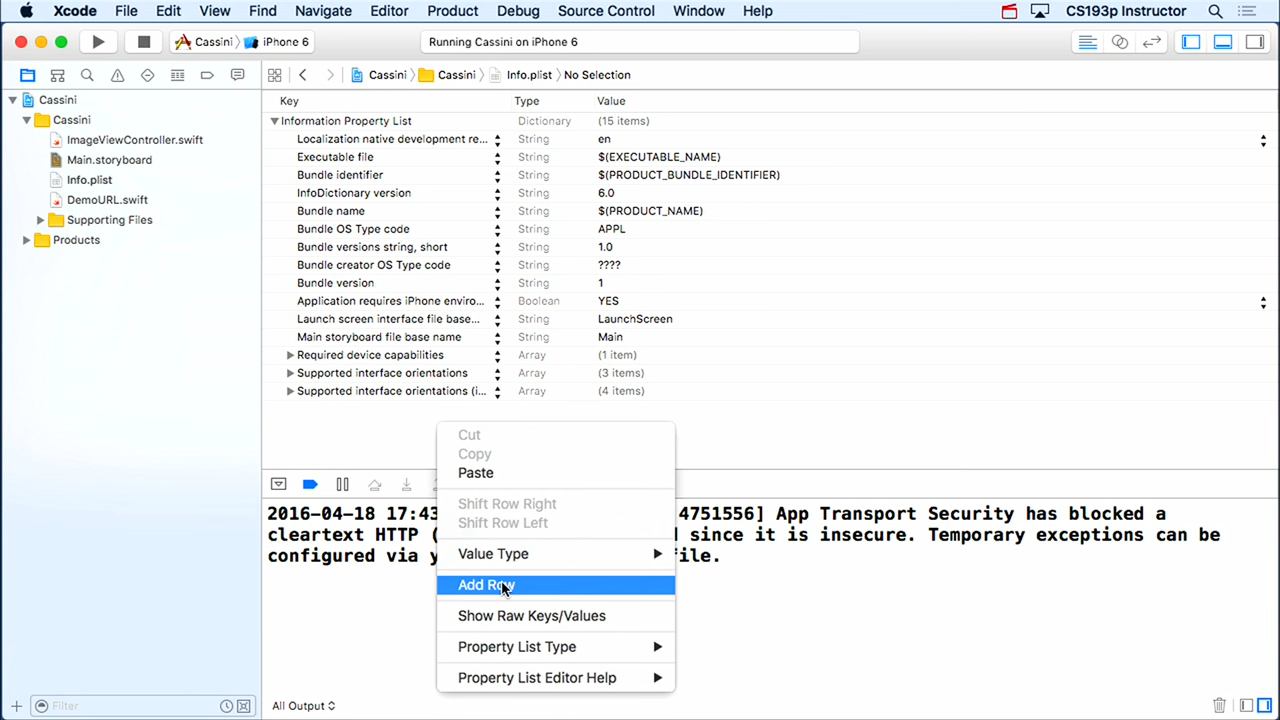 Xcode File Edit View Find Navigate Editor Product Debug Source Control Window Help CS193p Instructor
Cassini iPhone 6 Running Cassini on iPhone 6
Cassini Cassini Info.plist No Selection
Cassini
Cassini
ImageViewController.swift
Main.storyboard
Info.plist
DemoURL.swift
Supporting Files
Products
Filter
Key Type Value
Information Property List Dictionary (15 items)
Localization native development re... String en
Executable file String $(EXECUTABLE_NAME)
Bundle identifier String $(PRODUCT_BUNDLE_IDENTIFIER)
InfoDictionary version String 6.0
Bundle name String $(PRODUCT_NAME)
Bundle OS Type code String APPL
Bundle versions string, short String 1.0
Bundle creator OS Type code String ????
Bundle version String 1
Application requires iPhone enviro... Boolean YES
Launch screen interface file base... String LaunchScreen
Main storyboard file base name String Main
Required device capabilities Array (1 item)
Supported interface orientations Array (3 items)
Supported interface orientations (i... Array (4 items)
Cut
Copy
Paste
Shift Row Right
Shift Row Left
Value Type
Add Row
Show Raw Keys/Values
Property List Type
Property List Editor Help
2016-04-18 17:43 4751556] App Transport Security has blocked a
cleartext HTTP ( since it is insecure. Temporary exceptions can be
configured via file.
All Output